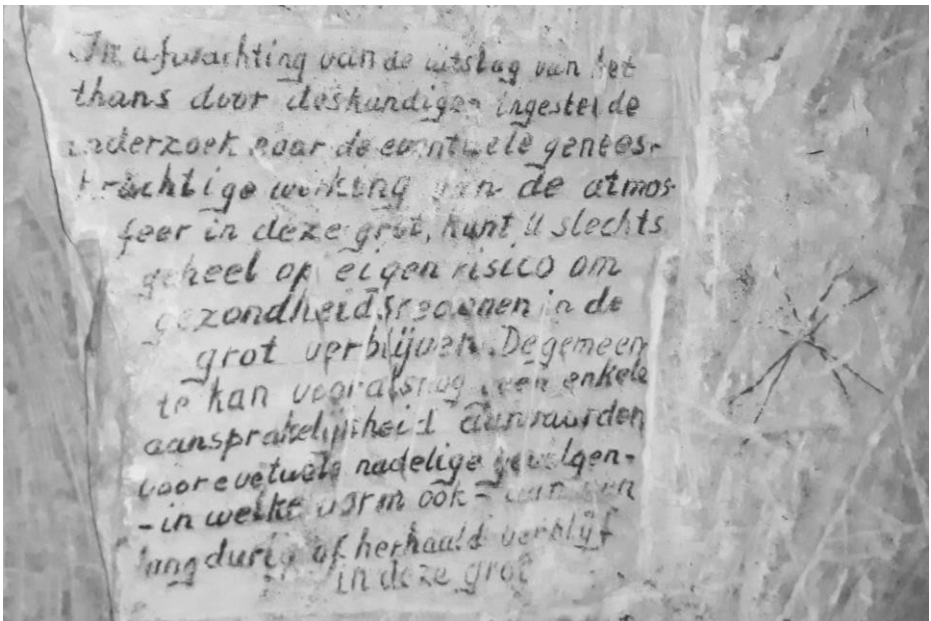 In afwachting van de uitslag van het
thans door deskundigen ingestelde
onderzoek naar de eventuele genees-
krachtige werking van de atmos-
feer in deze grot, kunt U slechts
geheel op eigen risico om
gezondheidsredenen in de
grot verblijven. De gemeen
te kan vooralsnog geen enkele
aansprakelijkheid aanvaarden
voor evetuele nadelige gevolgen-
- in welke vorm ook - van een
langdurig of herhaald verblijf
in deze grot